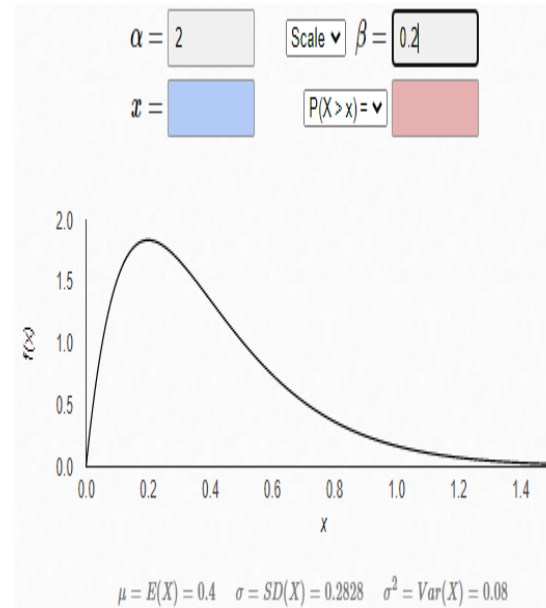 α = 2 Scale β = 0.2
x = P(X > x) =
2.0
1.5
1.0
0.5
0.0
f(x)
0.0 0.2 0.4 0.6 0.8 1.0 1.2 1.4
x
μ = E(X) = 0.4 σ = SD(X) = 0.2828 σ² = Var(X) = 0.08